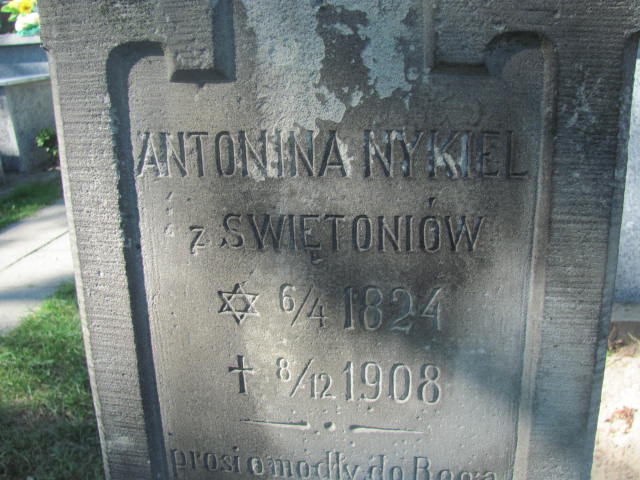 ANTONINA NYKIEL
z SWIĘTONIÓW
✡ 6/4 1824
✝ 8/12 1908
prosi o modły do Boga